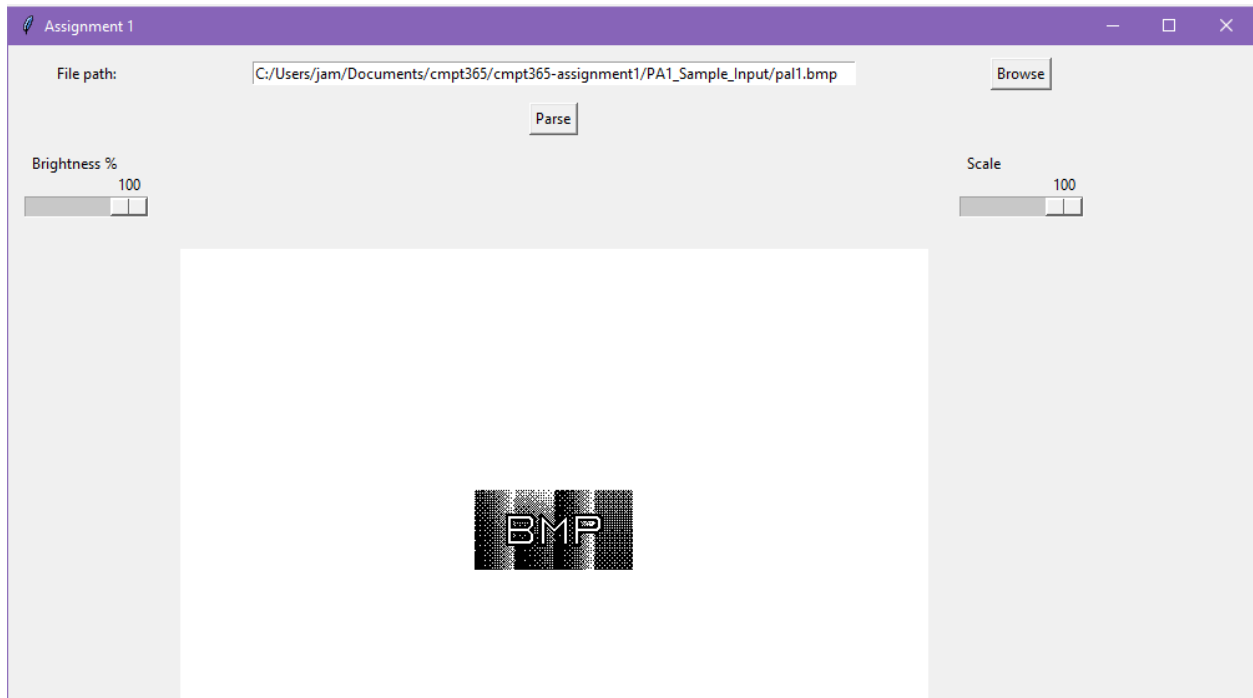 Assignment 1
File path:
C:/Users/jam/Documents/cmpt365/cmpt365-assignment1/PA1_Sample_Input/pal1.bmp
Browse
Parse
Brightness %
100
Scale
100
BMP